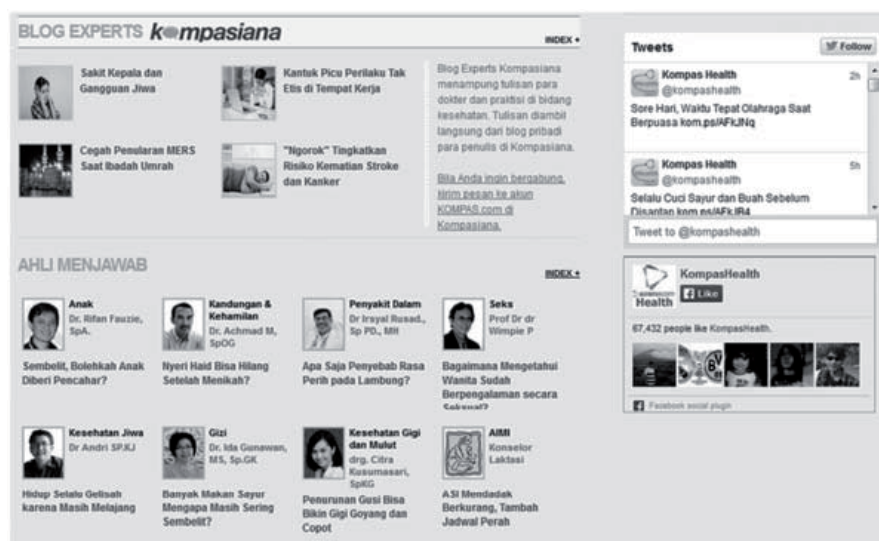 BLOG EXPERTS kompasiana
INDEX +
Sakit Kepala dan
Gangguan Jiwa
Kantuk Picu Perilaku Tak
Etis di Tempat Kerja
Cegah Penularan MERS
Saat Ibadah Umrah
"Ngorok" Tingkatkan
Risiko Kematian Stroke
dan Kanker
Blog Experts Kompasiana
menampung tulisan para
dokter dan praktisi di bidang
kesehatan. Tulisan diambil
langsung dari blog pribadi
para penulis di Kompasiana.
Bila Anda ingin bergabung,
kirim pesan ke akun
KOMPAS.com di
Kompasiana.
Tweets
Follow
Kompas Health 2h
@kompashealth
Sore Hari, Waktu Tepat Olahraga Saat
Berpuasa kom.ps/AFkJNq
Kompas Health 5h
@kompashealth
Selalu Cuci Sayur dan Buah Sebelum
Disantap kom.ps/AFkJB4
Tweet to @kompashealth
AHLI MENJAWAB
INDEX +
Anak
Dr. Rifan Fauzie,
SpA.
Sembelit, Bolehkah Anak
Diberi Pencahar?
Kandungan &
Kehamilan
Dr. Achmad M,
SpOG
Nyeri Haid Bisa Hilang
Setelah Menikah?
Penyakit Dalam
Dr Irsyal Rusad.,
Sp PD., MH
Apa Saja Penyebab Rasa
Perih pada Lambung?
Seks
Prof Dr dr
Wimpie P
Bagaimana Mengetahui
Wanita Sudah
Berpengalaman secara
Seksual?
Kesehatan Jiwa
Dr Andri SP.KJ
Hidup Selalu Gelisah
karena Masih Melajang
Gizi
Dr. Ida Gunawan,
MS, Sp.GK
Banyak Makan Sayur
Mengapa Masih Sering
Sembelit?
Kesehatan Gigi
dan Mulut
drg. Citra
Kusumasari,
SpKG
Penurunan Gusi Bisa
Bikin Gigi Goyang dan
Copot
AIMI
Konselor
Laktasi
ASI Mendadak
Berkurang, Tambah
Jadwal Perah
Health
KompasHealth
Like
67,432 people like KompasHealth.
BVB
Facebook social plugin